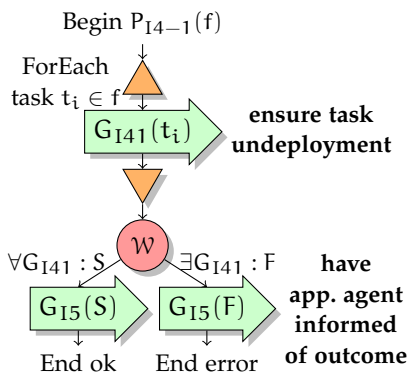 Begin P_{I4−1}(f)
ForEach
task t_i ∈ f
G_{I41}(t_i)
ensure task
undeployment
W
∀G_{I41} : S
∃G_{I41} : F
G_{I5}(S)
G_{I5}(F)
have
app. agent
informed
of outcome
End ok
End error